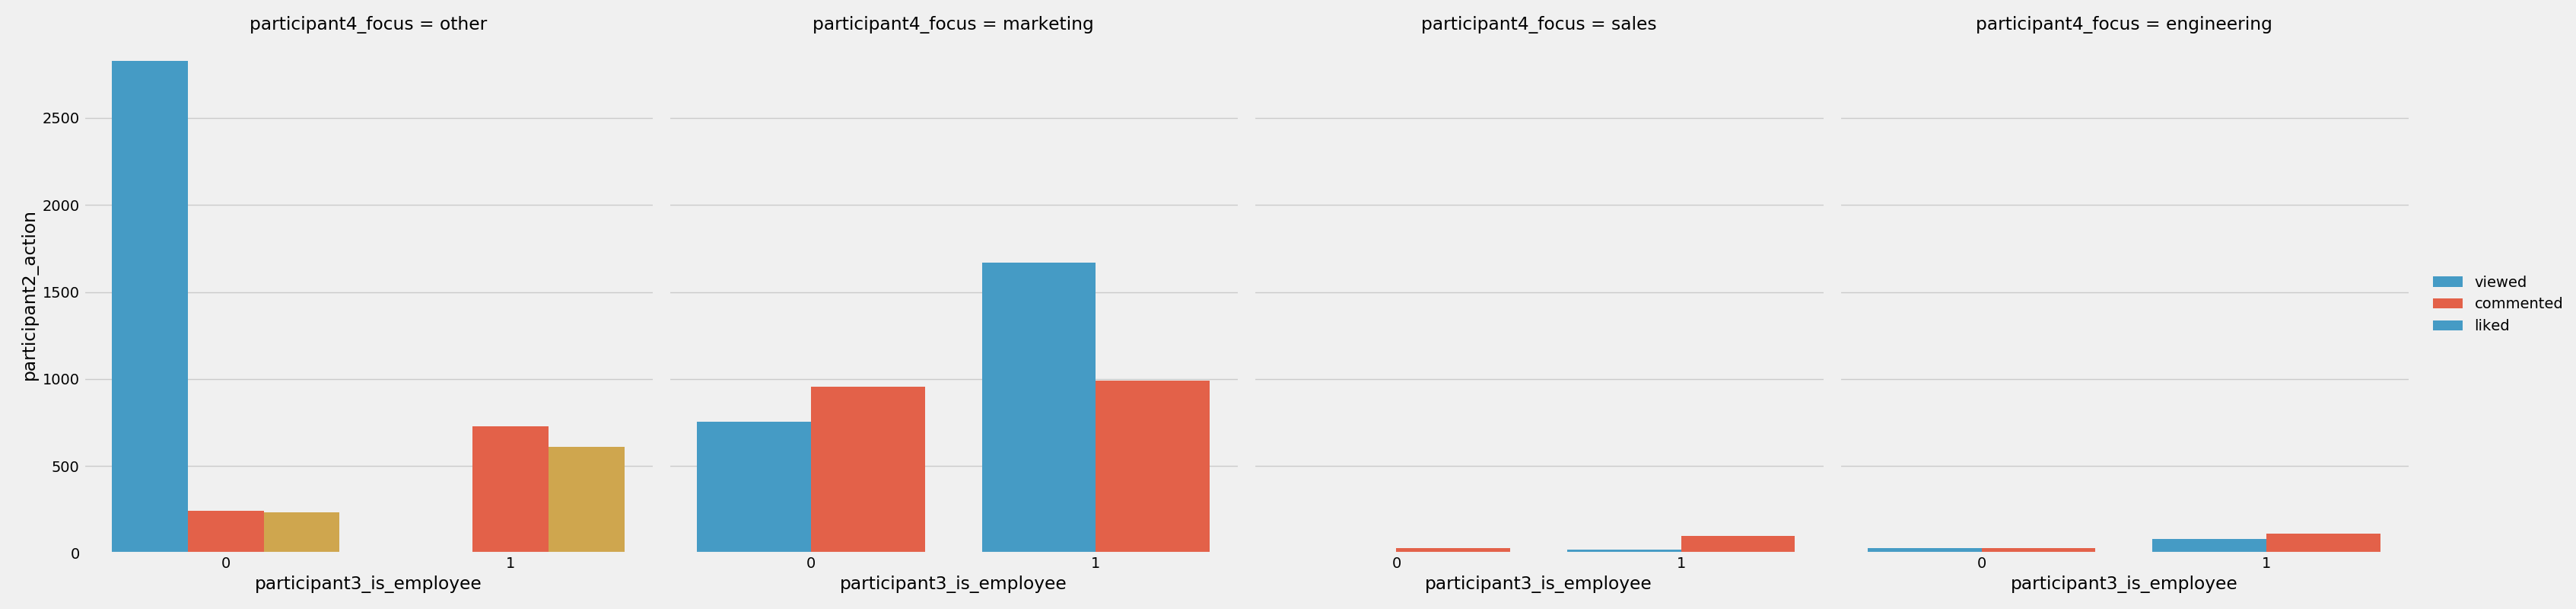 participant4_focus = other
participant4_focus = marketing
participant4_focus = sales
participant4_focus = engineering
participant2_action
2500
2000
1500
1000
500
0
0 1
0 1
0 1
0 1
participant3_is_employee
participant3_is_employee
participant3_is_employee
participant3_is_employee
viewed
commented
liked